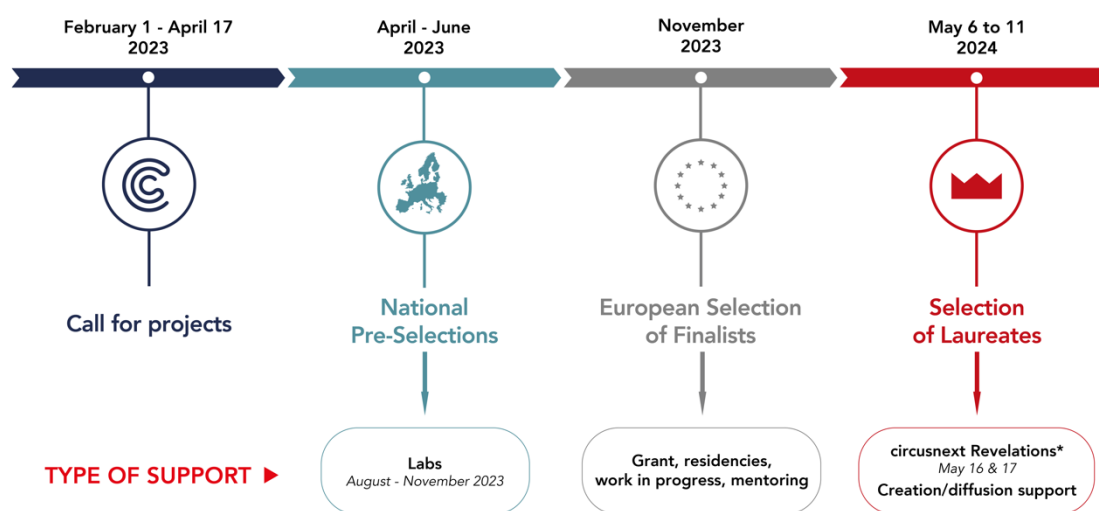 February 1 - April 17
2023
April - June
2023
November
2023
May 6 to 11
2024
Call for projects
National
Pre-Selections
European Selection
of Finalists
Selection
of Laureates
TYPE OF SUPPORT ►
Labs
August - November 2023
Grant, residencies,
work in progress, mentoring
circusnext Revelations*
May 16 & 17
Creation/diffusion support